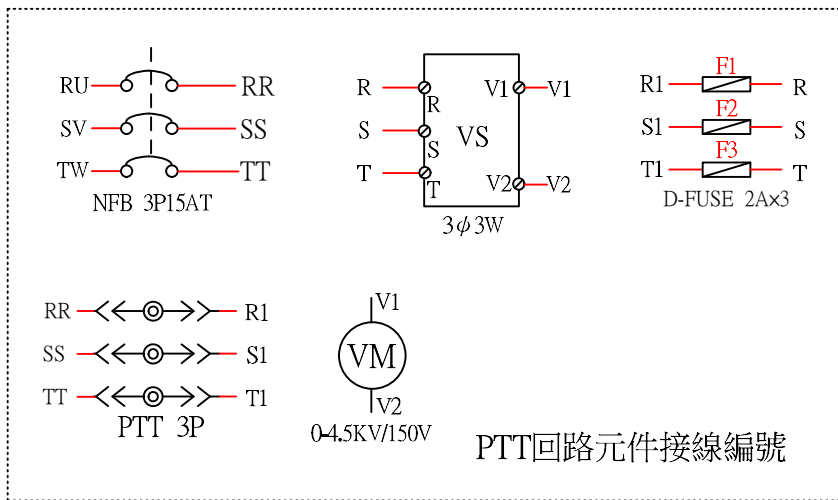 RU RR
SV SS
TW TT
NFB 3P15AT
R R V1 V1
S S VS
T T V2 V2
3φ3W
F1
R1 R
F2
S1 S
F3
T1 T
D-FUSE 2A×3
RR R1
SS S1
TT T1
PTT 3P
V1
VM
V2
0-4.5KV/150V
PTT回路元件接線編號